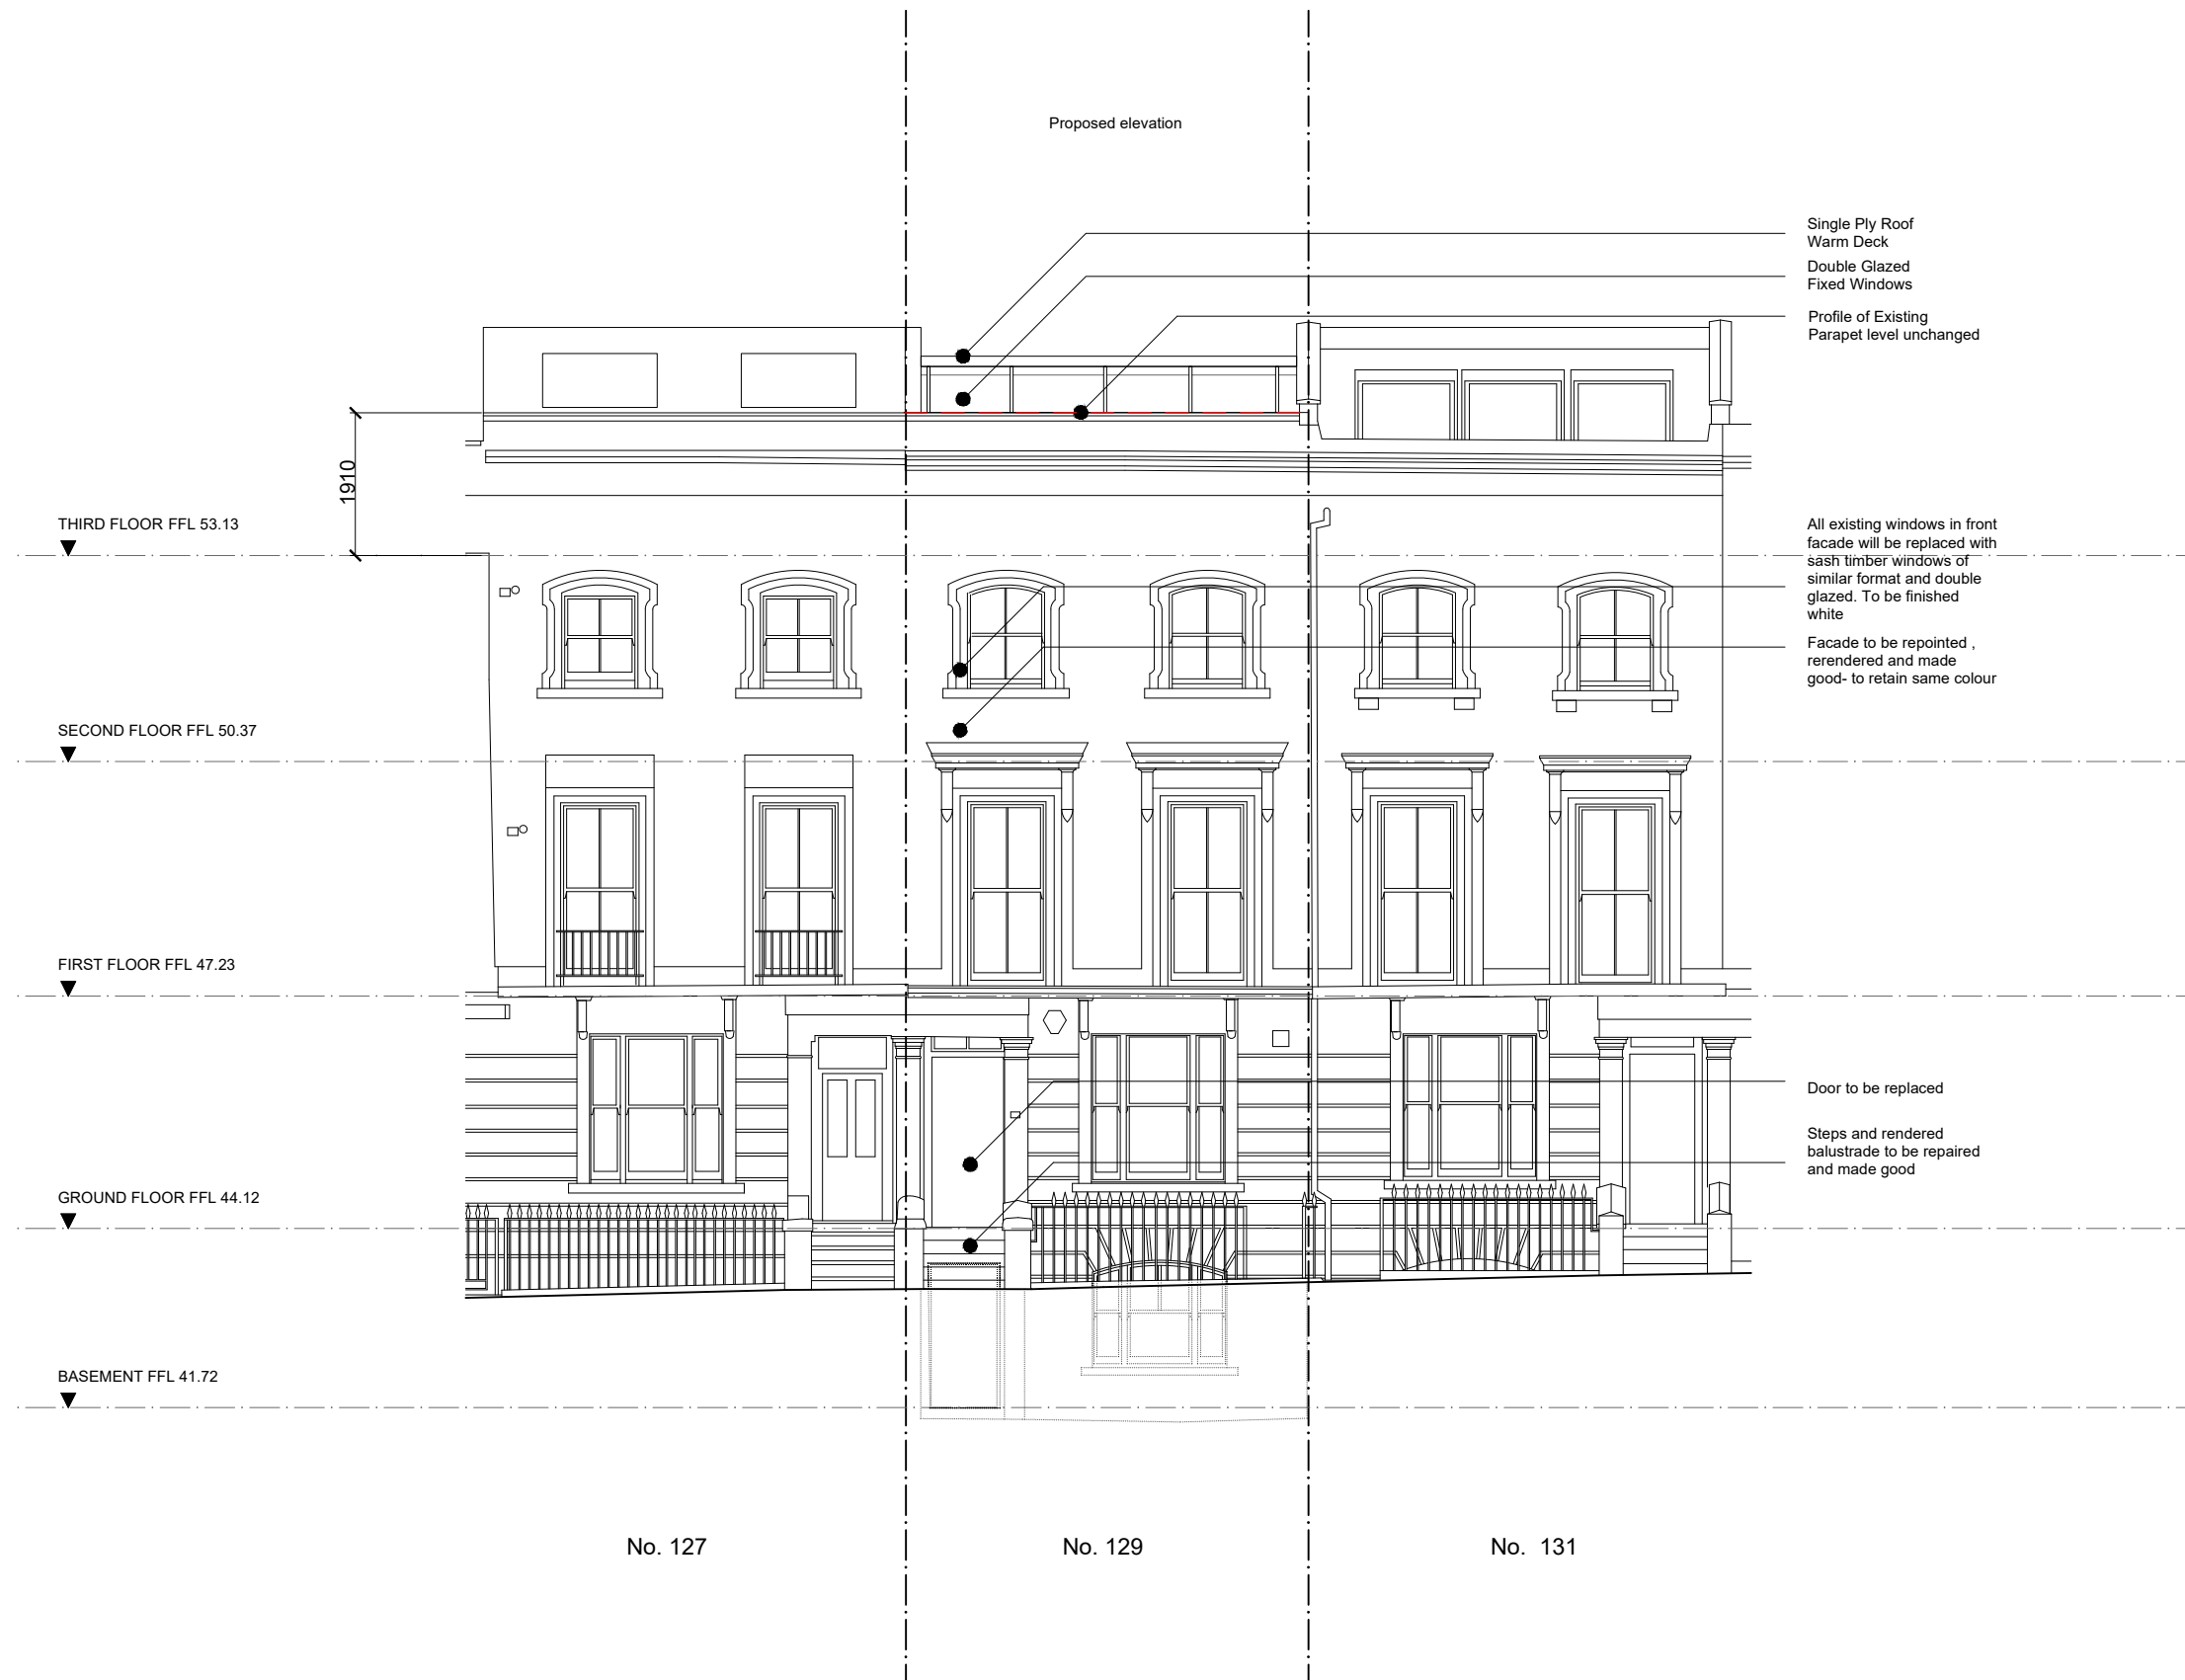 Proposed elevation
Single Ply Roof
Warm Deck
Double Glazed
Fixed Windows
Profile of Existing
Parapet level unchanged
1910
THIRD FLOOR FFL 53.13
All existing windows in front
facade will be replaced with
sash timber windows of
similar format and double
glazed. To be finished
white
Facade to be repointed ,
rerendered and made
good- to retain same colour
SECOND FLOOR FFL 50.37
FIRST FLOOR FFL 47.23
Door to be replaced
Steps and rendered
balustrade to be repaired
and made good
GROUND FLOOR FFL 44.12
BASEMENT FFL 41.72
No. 127
No. 129
No. 131